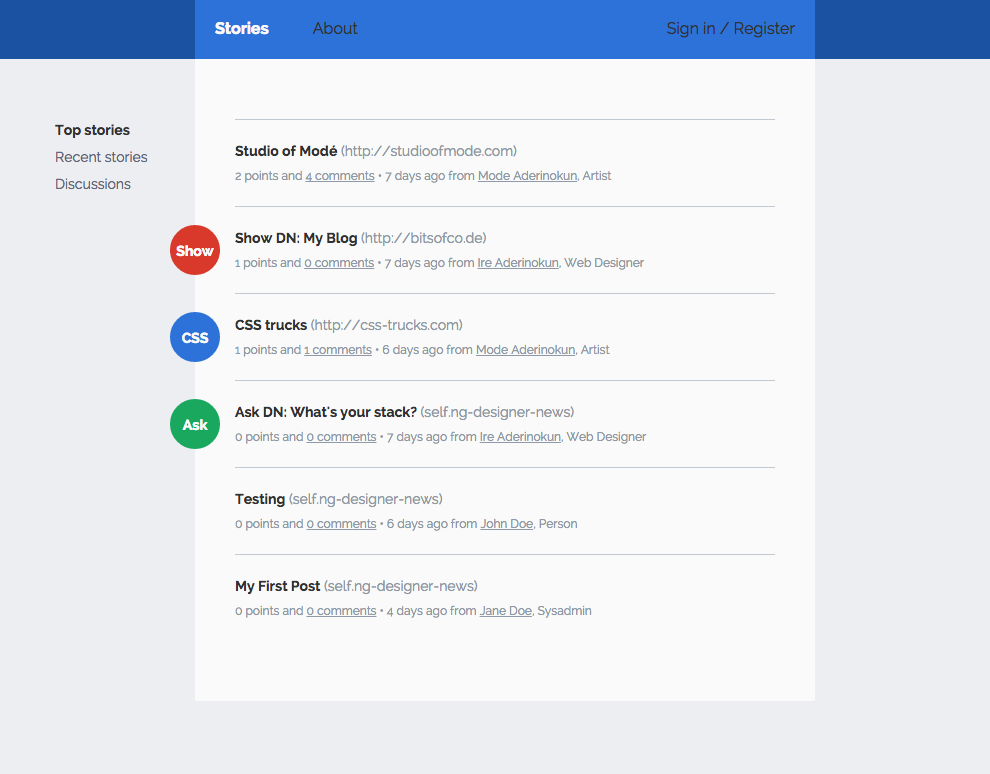 Stories About Sign in / Register
Top stories
Recent stories
Discussions
Studio of Modé (http://studioofmode.com)
2 points and 4 comments • 7 days ago from Mode Aderinokun, Artist
Show
Show DN: My Blog (http://bitsofco.de)
1 points and 0 comments • 7 days ago from Ire Aderinokun, Web Designer
CSS
CSS trucks (http://css-trucks.com)
1 points and 1 comments • 6 days ago from Mode Aderinokun, Artist
Ask
Ask DN: What's your stack? (self.ng-designer-news)
0 points and 0 comments • 7 days ago from Ire Aderinokun, Web Designer
Testing (self.ng-designer-news)
0 points and 0 comments • 6 days ago from John Doe, Person
My First Post (self.ng-designer-news)
0 points and 0 comments • 4 days ago from Jane Doe, Sysadmin